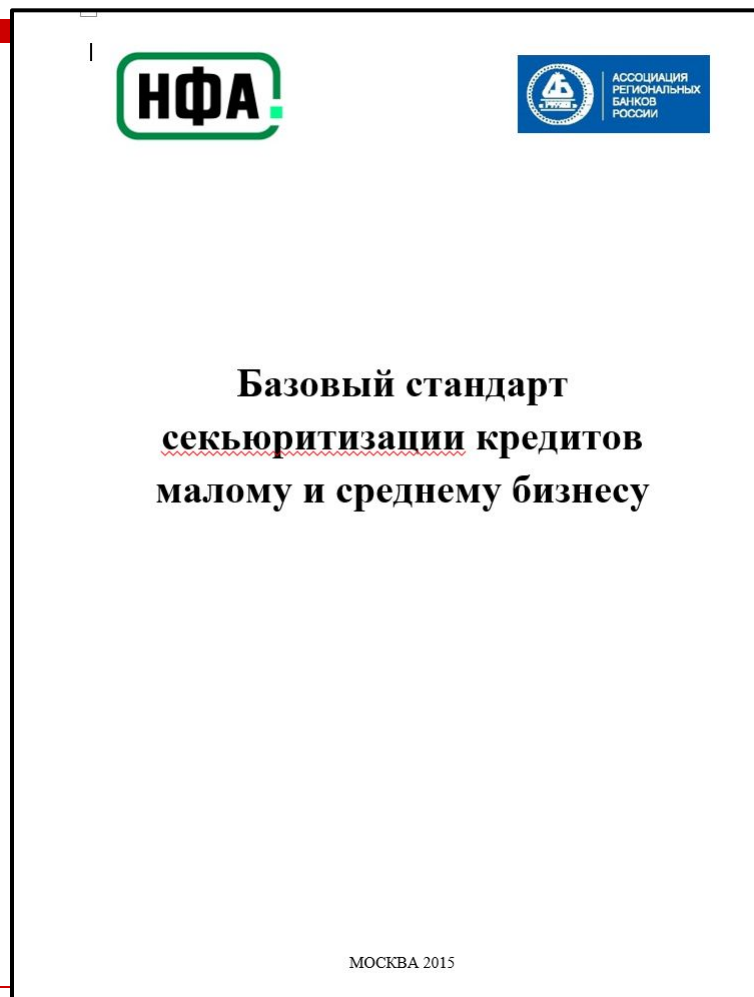 НФА
АССОЦИАЦИЯ
РЕГИОНАЛЬНЫХ
БАНКОВ
РОССИИ
Базовый стандарт
секьюритизации кредитов
малому и среднему бизнесу
МОСКВА 2015